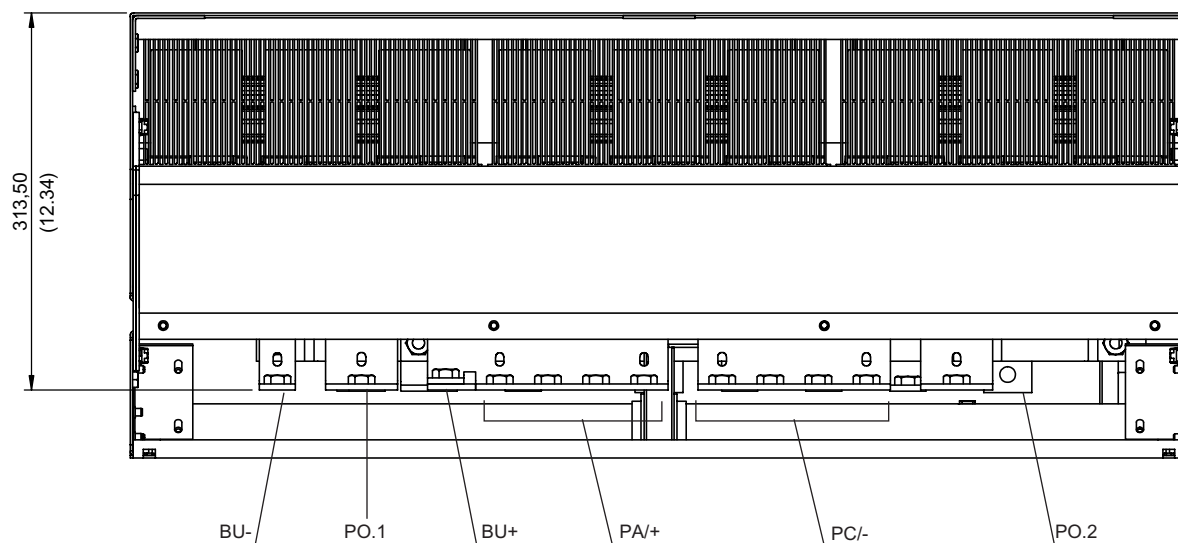 313,50
(12.34)
BU-
PO.1
BU+
PA/+
PC/-
PO.2